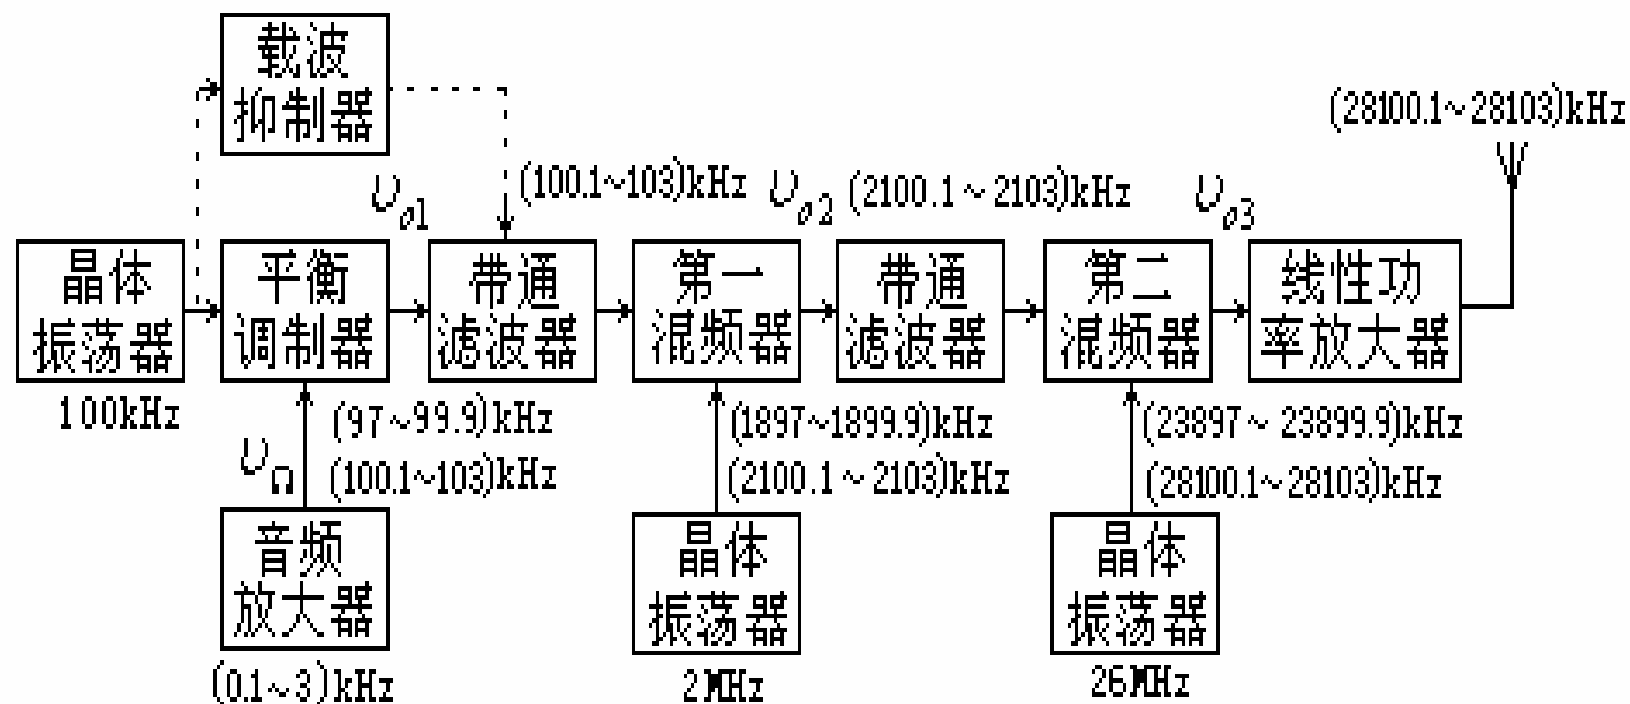 载波
抑制器
(28100.1~28103)kHz
υo1
(100.1~103)kHz
υo2
(2100.1~2103)kHz
υo3
晶体
振荡器
平衡
调制器
带通
滤波器
第一
混频器
带通
滤波器
第二
混频器
线性功
率放大器
100kHz
υΩ
(97~99.9)kHz
(100.1~103)kHz
(1897~1899.9)kHz
(2100.1~2103)kHz
(23897~23899.9)kHz
(28100.1~28103)kHz
音频
放大器
晶体
振荡器
晶体
振荡器
(0.1~3)kHz
2MHz
26MHz